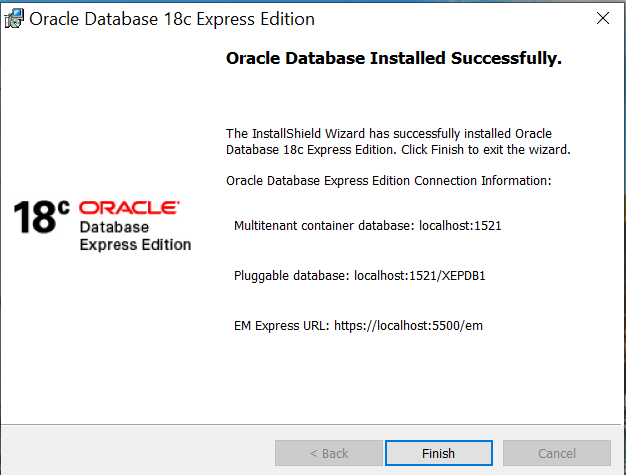 Oracle Database 18c Express Edition
Oracle Database Installed Successfully.
The InstallShield Wizard has successfully installed Oracle
Database 18c Express Edition. Click Finish to exit the wizard.
Oracle Database Express Edition Connection Information:
18c ORACLE
Database
Express Edition
Multitenant container database: localhost:1521
Pluggable database: localhost:1521/XEPDB1
EM Express URL: https://localhost:5500/em
< Back
Finish
Cancel